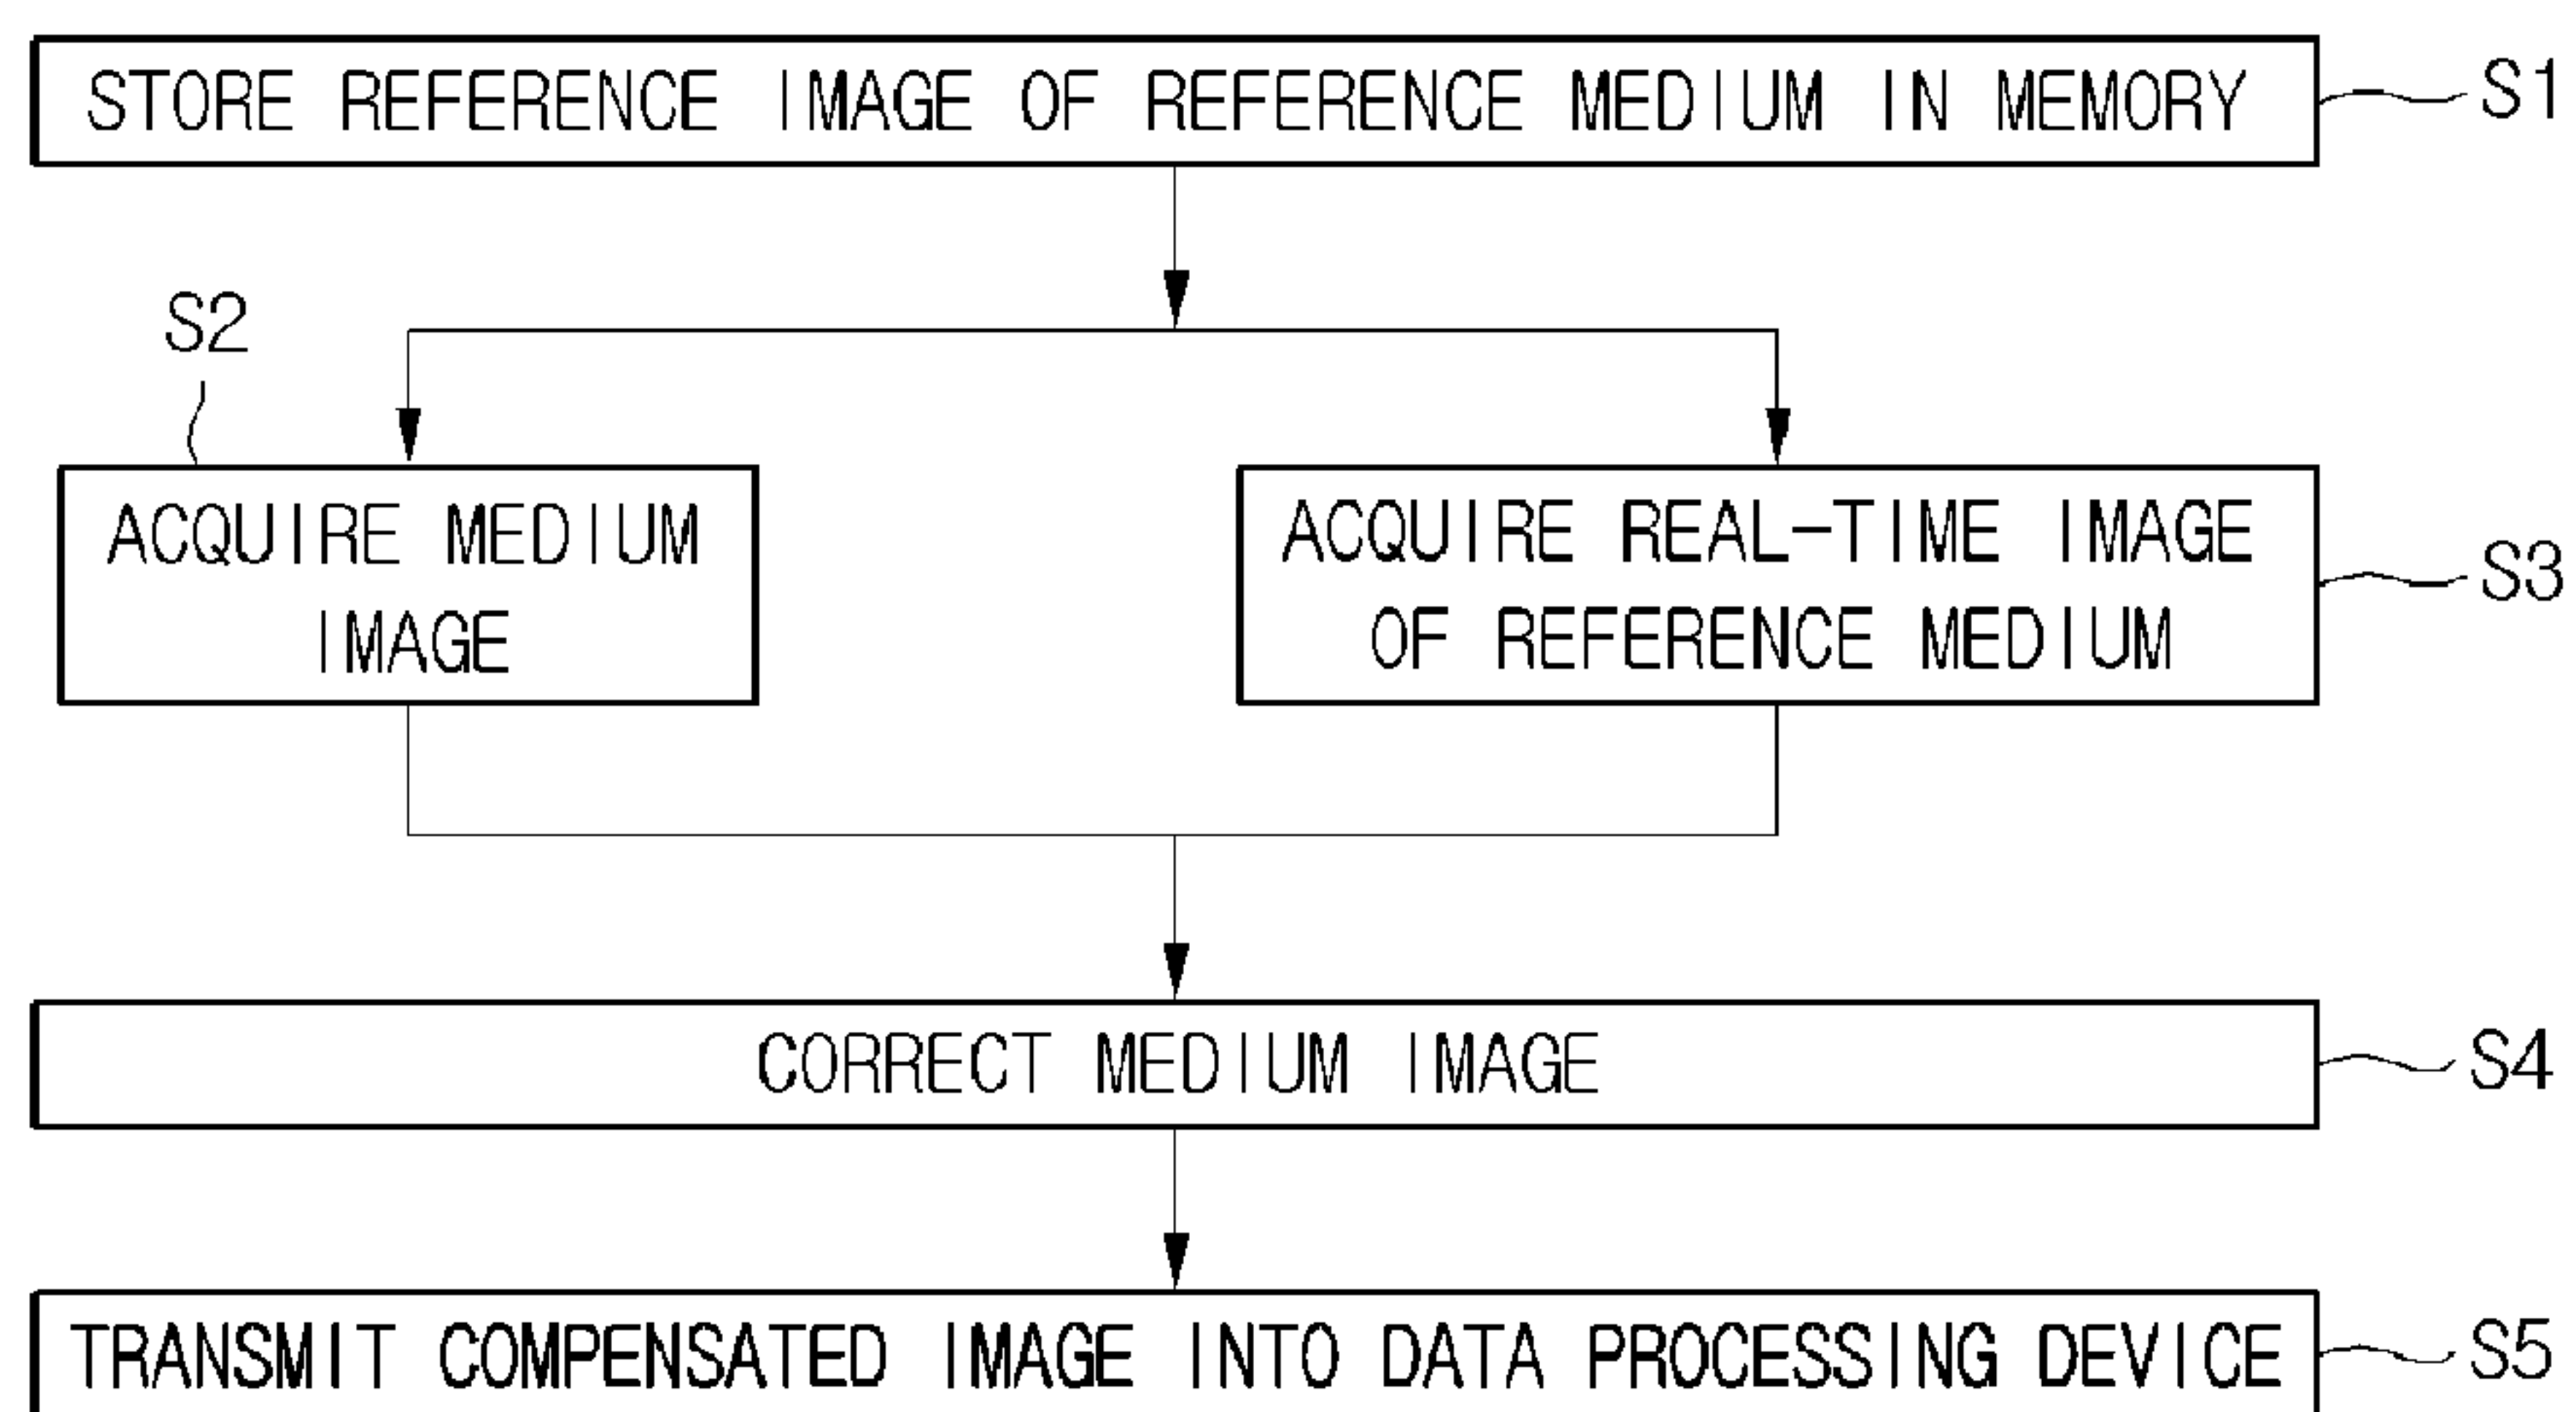 STORE REFERENCE IMAGE OF REFERENCE MEDIUM IN MEMORY
S1
S2
ACQUIRE MEDIUM
IMAGE
ACQUIRE REAL-TIME IMAGE
OF REFERENCE MEDIUM
S3
CORRECT MEDIUM IMAGE
S4
TRANSMIT COMPENSATED IMAGE INTO DATA PROCESSING DEVICE
S5